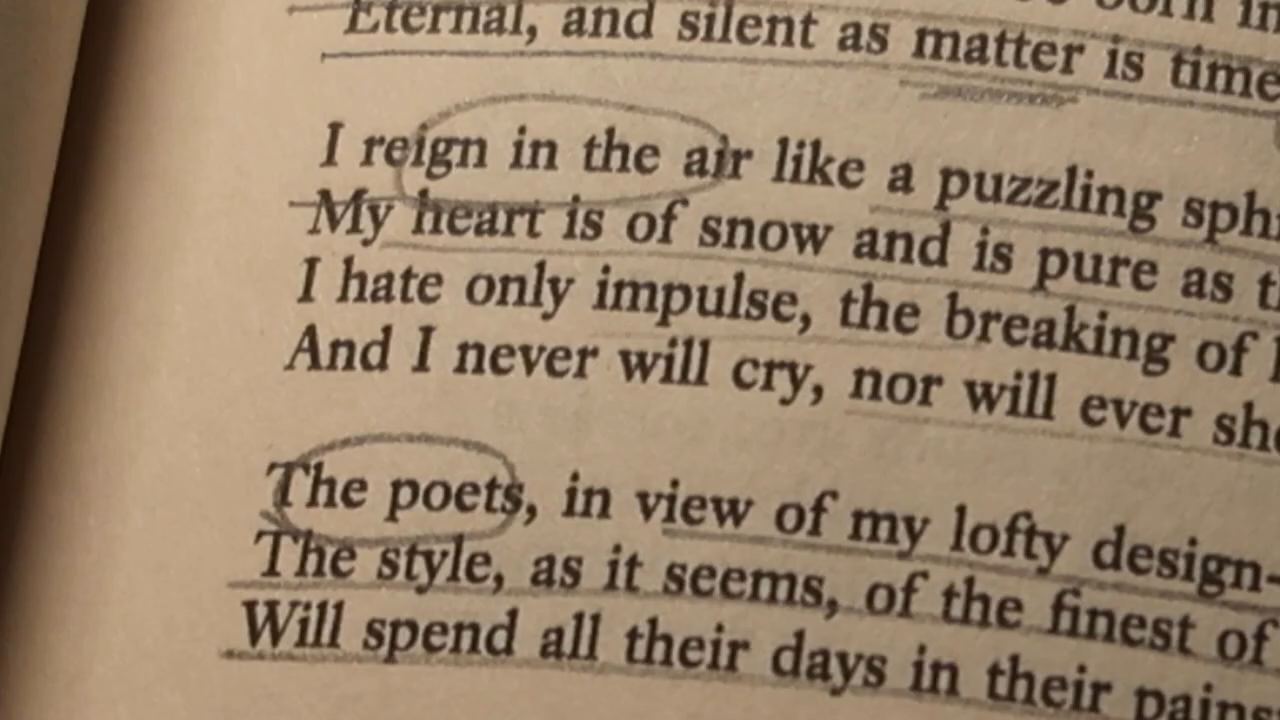 born in
Eternal, and silent as matter is time
I reign in the air like a puzzling
My heart is of snow and is pure as
I hate only impulse, the breaking of
And I never will cry, nor will ever
The poets, in view of my lofty design-
The style, as it seems, of the finest of
Will spend all their days in their pains